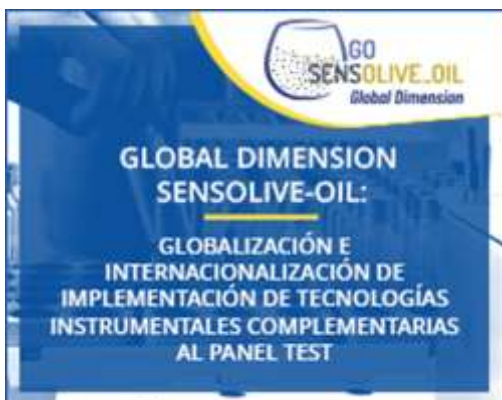 GO
SENSOLIVE_OIL
Global Dimension
GLOBAL DIMENSION
SENSOLIVE-OIL:
GLOBALIZACIÓN E
INTERNACIONALIZACIÓN DE
IMPLEMENTACIÓN DE TECNOLOGÍAS
INSTRUMENTALES COMPLEMENTARIAS
AL PANEL TEST